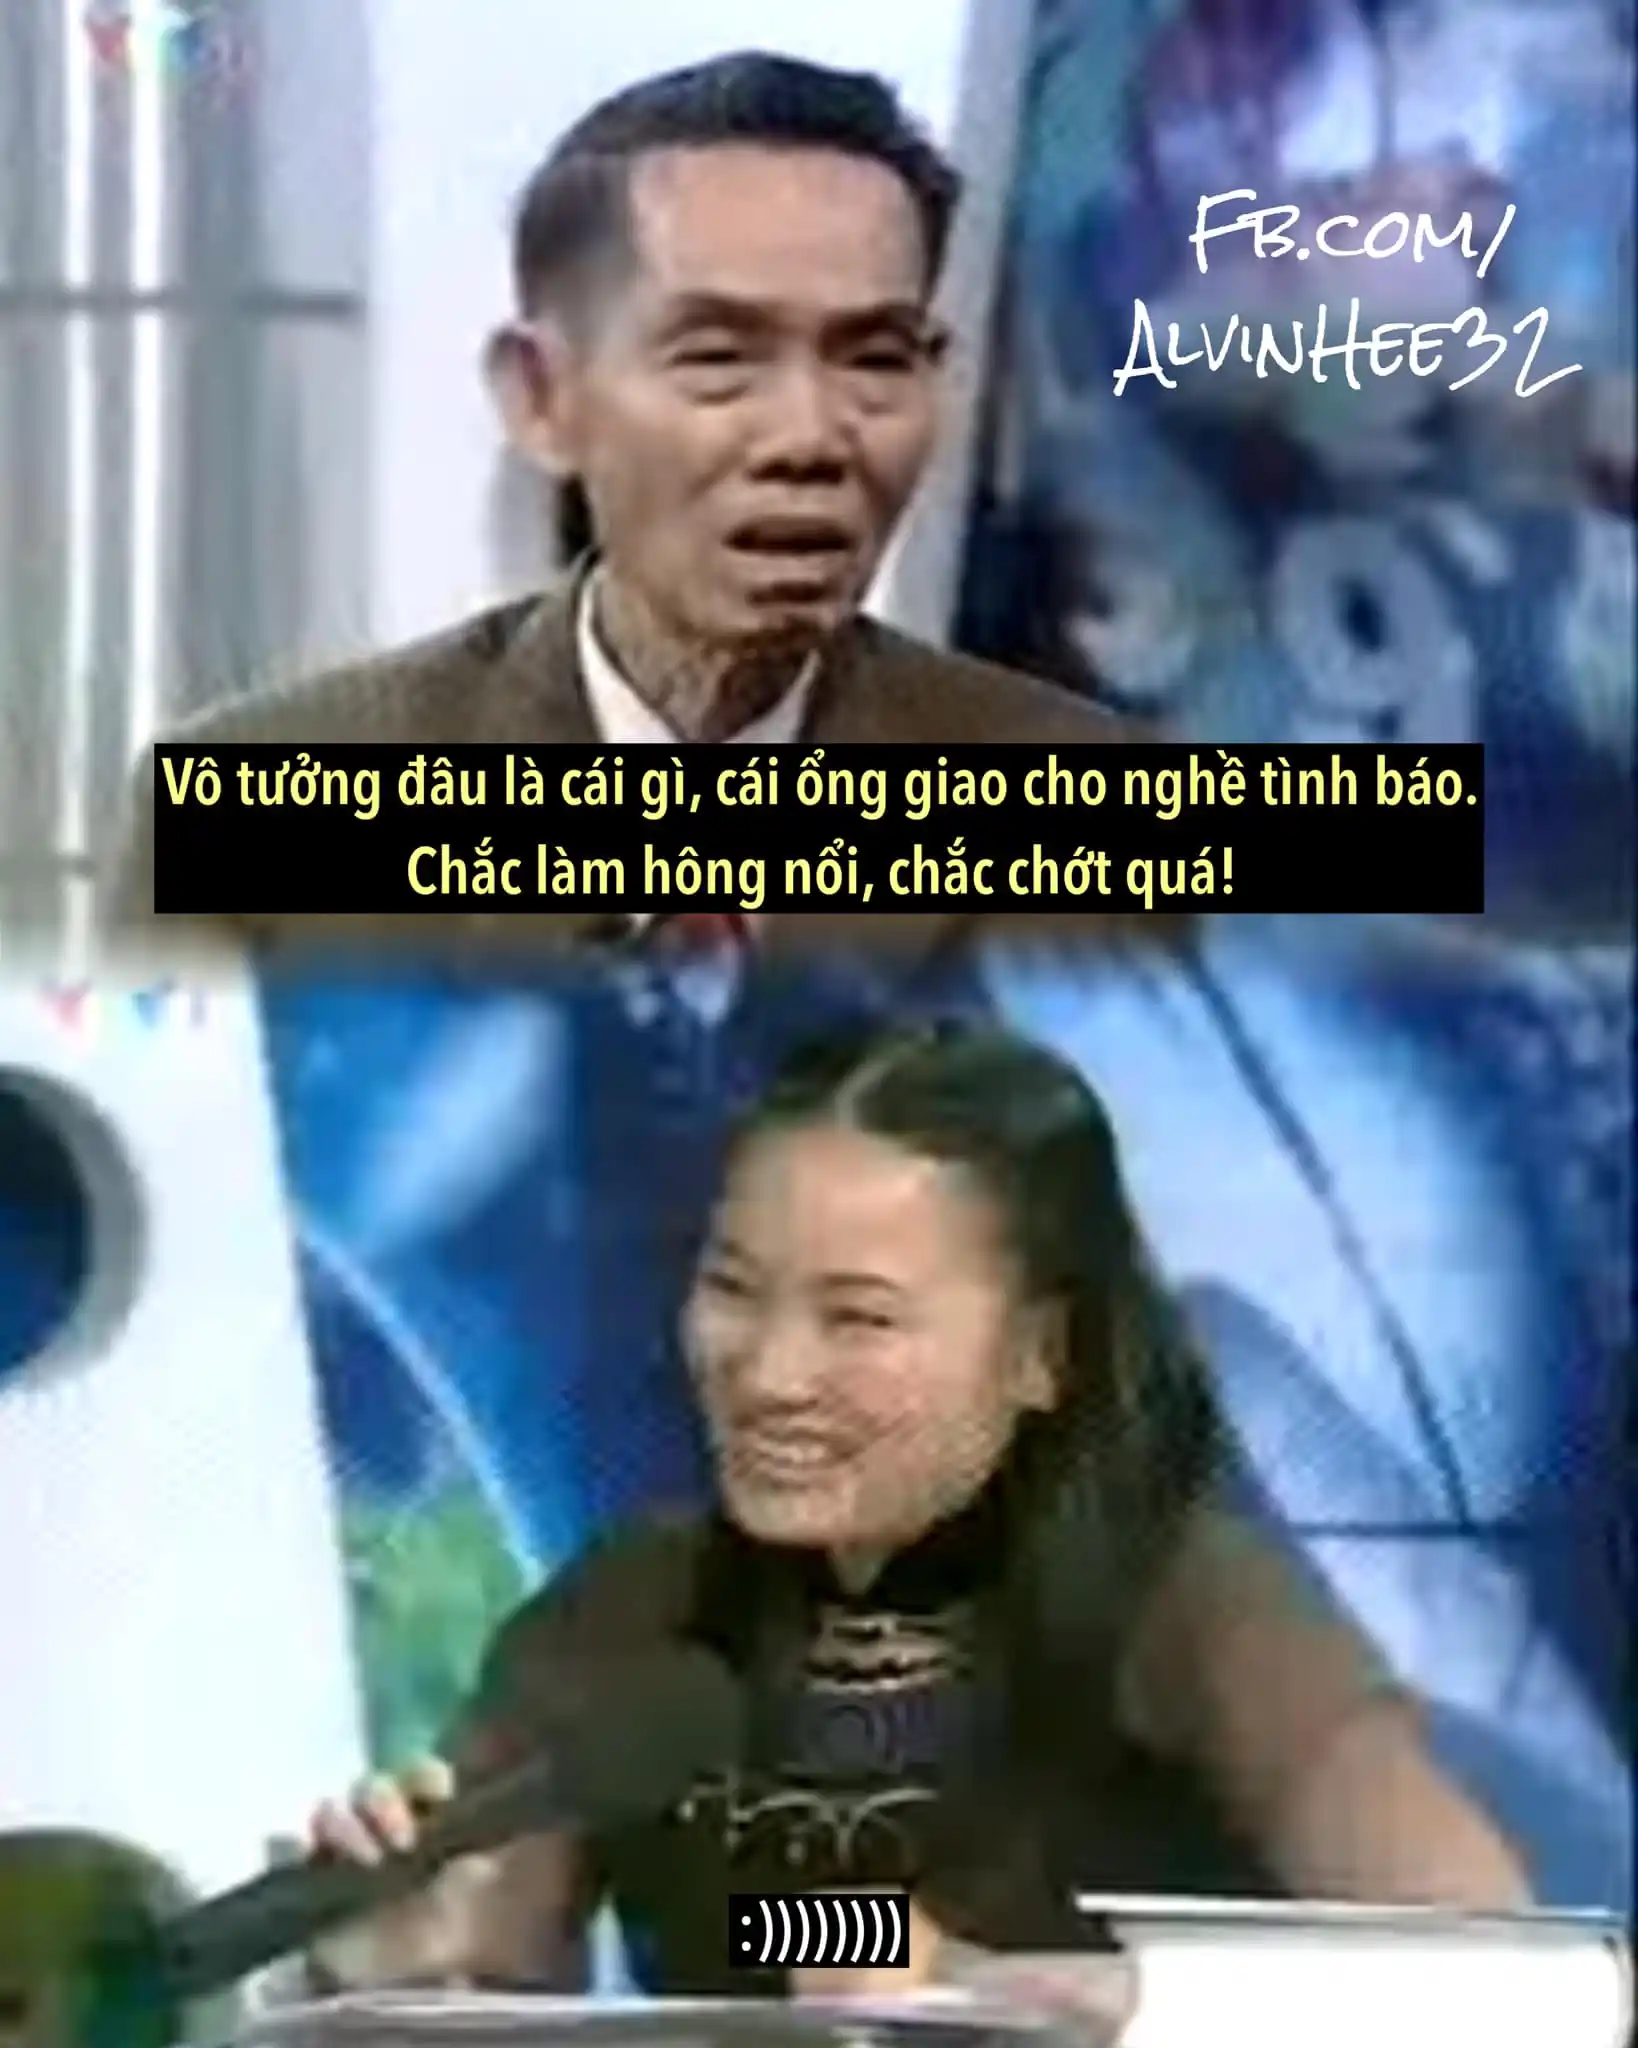 FB.COM/
ALVINHEE32
Vô tưởng đâu là cái gì, cái ổng giao cho nghề tình báo.
Chắc làm hông nổi, chắc chớt quá!
:))))))))